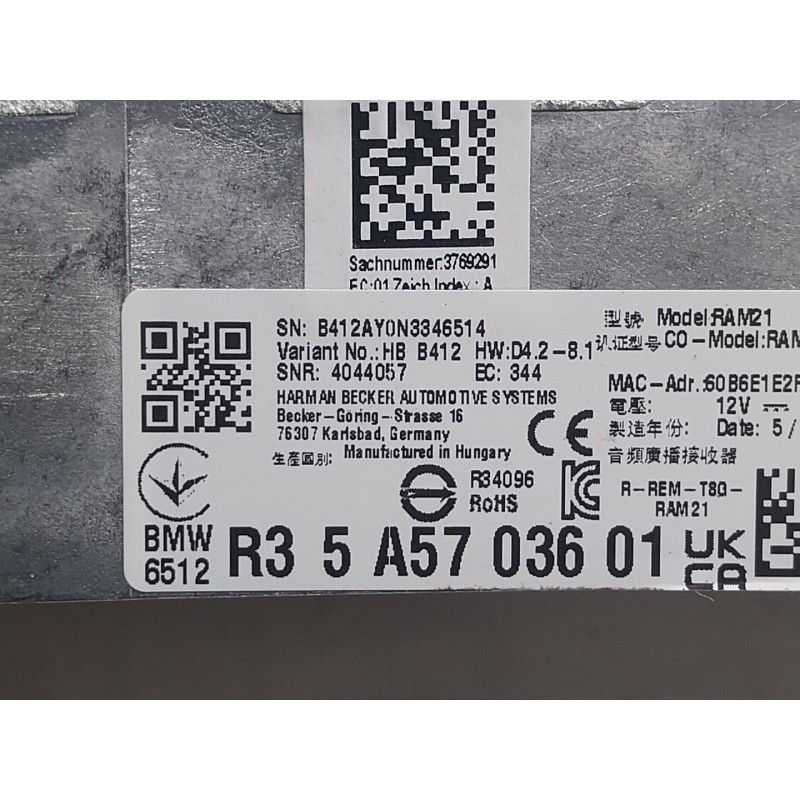 Sachnummer:3769291
EC:01 Zeich.Index.: A
SN: B412AY0N3346514
Variant No.:HB B412 HW:D4.2-8.1
SNR: 4044057 EC: 344
HARMAN BECKER AUTOMOTIVE SYSTEMS
Becker-Göring-Strasse 16
76307 Karlsbad, Germany
生產國別: Manufactured in Hungary
型號 Model:RAM21
认证型号 CO-Model:RAM
MAC-Adr.:60B6E1E2F
電壓: 12V
製造年份: Date: 5/
音頻廣播接收器
CE
R34096
RoHS
R-REM-T8G-
RAM21
BMW
6512
R3 5 A57 036 01
UK
CA